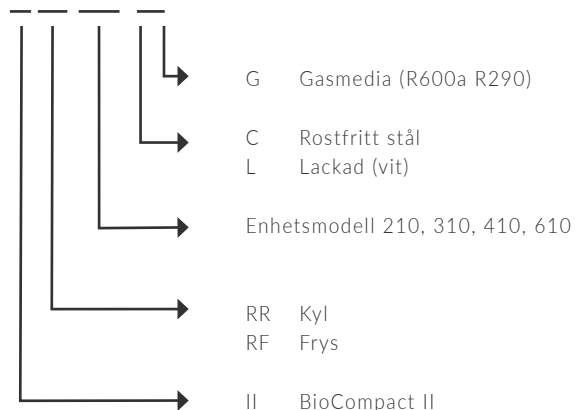 G Gasmedia (R600a R290)
C Rostfritt stål
L Lackad (vit)
Enhetsmodell 210, 310, 410, 610
RR Kyl
RF Frys
II BioCompact II